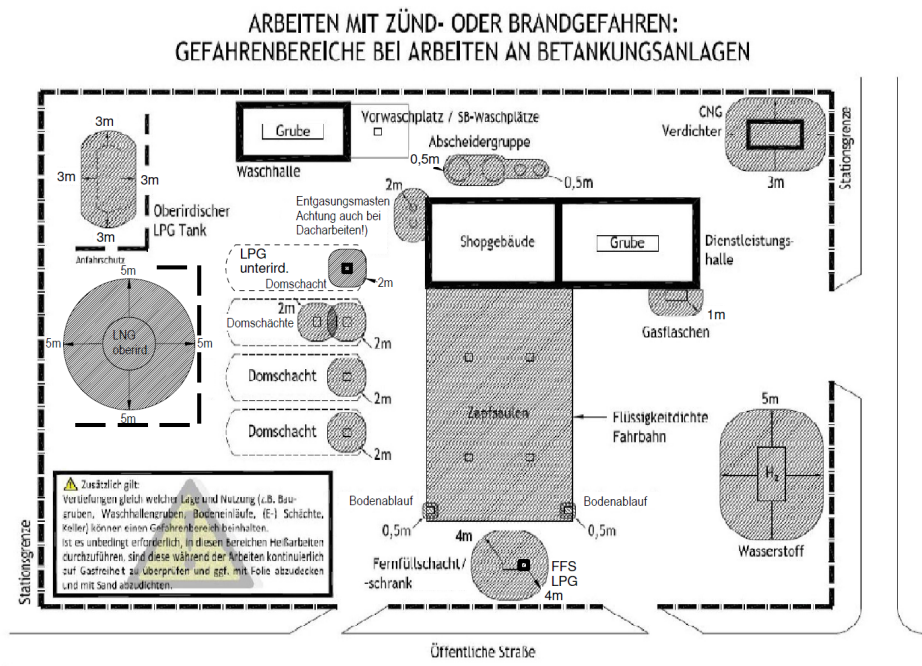 ARBEITEN MIT ZÜND- ODER BRANDGEFAHREN:
GEFAHRENBEREICHE BEI ARBEITEN AN BETANKUNGSANLAGEN
3m
3m
3m
3m
Oberirdischer
LPG Tank
Anfahrschutz
Grube
Waschhalle
Vorwaschplatz / SB-Waschplätze
Abscheidergruppe
0,5m
0,5m
CNG
Verdichter
3m
Stationsgrenze
2m
Entgasungsmasten
Achtung auch bei
Dacharbeiten!)
Shopgebäude
Grube
Dienstleistungs-
halle
LPG
unterird.
Domschacht
2m
1m
Gasflaschen
5m
5m
5m
5m
LNG
oberird.
2m
Domschächte
2m
Domschacht
2m
Domschacht
2m
Zapfsäulen
Flüssigkeitdichte
Fahrbahn
5m
H2
Wasserstoff
Bodenablauf
0,5m
Bodenablauf
0,5m
Zusätzlich gilt:
Vertiefungen gleich welcher Lage und Nutzung (z.B. Bau-
gruben, Waschhallengruben, Bodeneinläufe, (E-) Schächte,
Keller) können einen Gefahrenbereich beinhalten.
Ist es unbedingt erforderlich, in diesen Bereichen Heißarbeiten
durchzuführen, sind diese während der Arbeiten kontinuierlich
auf Gasfreiheit zu überprüfen und ggf. mit Folie abzudecken
und mit Sand abzudichten.
Stationsgrenze
4m
Fernfüllschacht/
-schrank
FFS
LPG
4m
Öffentliche Straße